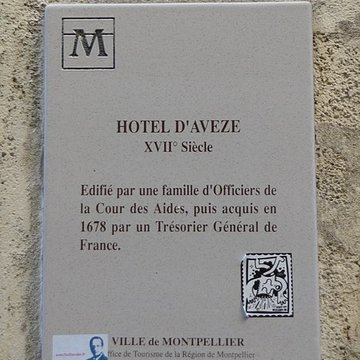 M
HOTEL D'AVEZE
XVII° Siècle
Edifié par une famille d'Officiers de
la Cour des Aides, puis acquis en
1678 par un Trésorier Général de
France.
VILLE de MONTPELLIER
ffice de Tourisme de la Région de Montpellier